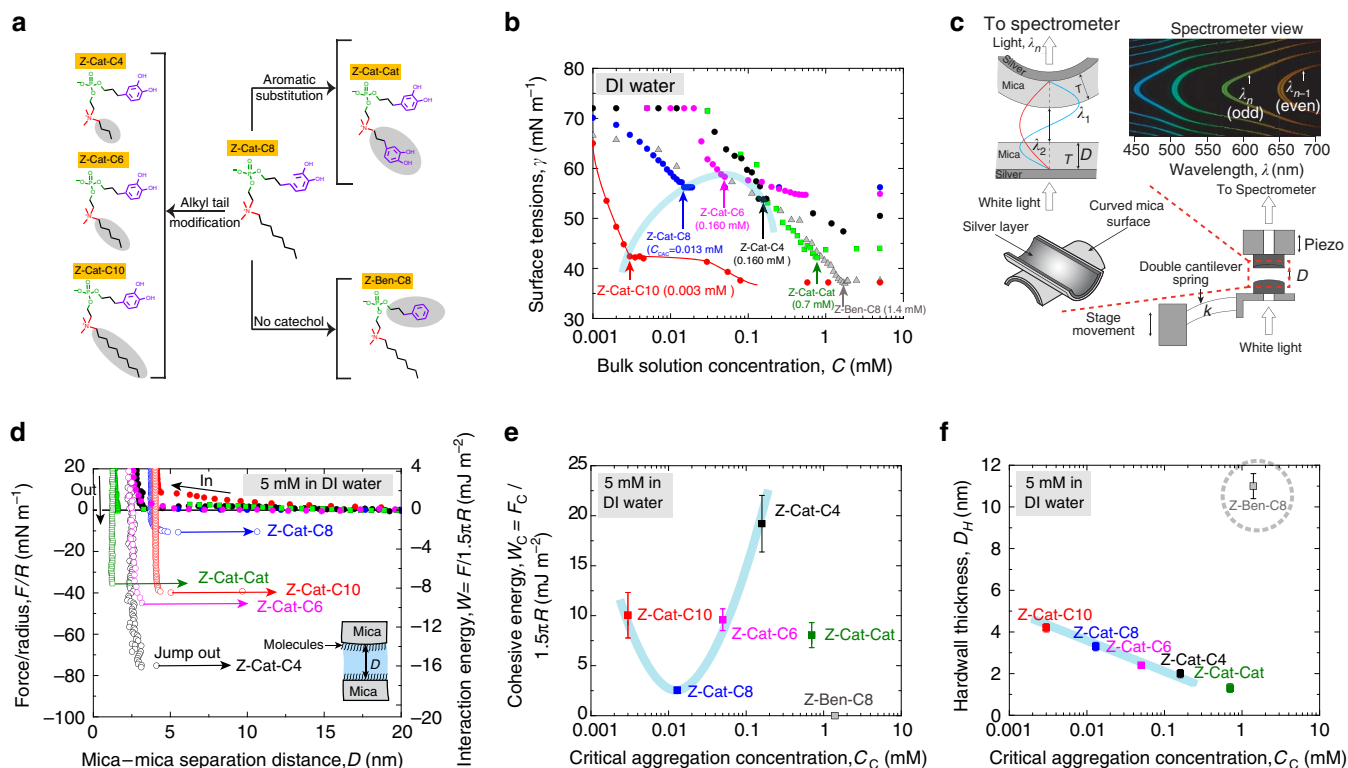 a
Z-Cat-C4
Z-Cat-C6
Z-Cat-C10
Alkyl tail
modification
Z-Cat-C8
Aromatic
substitution
Z-Cat-Cat
No catechol
Z-Ben-C8
b
DI water
Surface tensions, γ (mN m⁻¹)
80
70
60
50
40
30
0.001
0.01
0.1
1
10
Bulk solution concentration, C (mM)
Z-Cat-C8
(C_CAC=0.013 mM)
Z-Cat-C6
(0.160 mM)
Z-Cat-C4
(0.160 mM)
Z-Cat-C10 (0.003 mM)
Z-Cat-Cat
(0.7 mM)
Z-Ben-C8 (1.4 mM)
c
To spectrometer
Light, λn
Silver
Mica
T
λ1
λ2
Mica
T
D
Silver
White light
Spectrometer view
λn
(odd)
λn−1
(even)
450 500 550 600 650 700
Wavelength, λ (nm)
To Spectrometer
Silver layer
Curved mica
surface
Piezo
D
Double cantilever
spring
k
Stage
movement
White light
d
5 mM in DI water
Force/radius, F/R (mN m⁻¹)
20
0
−20
−40
−60
−80
−100
Out
In
Z-Cat-C8
Z-Cat-Cat
Z-Cat-C10
Z-Cat-C6
Jump out
Z-Cat-C4
Molecules
Mica
D
Mica
4
0
−4
−8
−12
−16
−20
Interaction energy, W= F/1.5πR (mJ m⁻²)
0 5 10 15 20
Mica−mica separation distance, D (nm)
e
5 mM in
DI water
Cohesive energy, W_C = F_C /
1.5πR (mJ m⁻²)
25
20
15
10
5
0
Z-Cat-C4
Z-Cat-C10
Z-Cat-C6
Z-Cat-Cat
Z-Cat-C8
Z-Ben-C8
0.001 0.01 0.1 1 10
Critical aggregation concentration, C_C (mM)
f
5 mM in
DI water
Hardwall thickness, D_H (nm)
12
10
8
6
4
2
0
Z-Ben-C8
Z-Cat-C10
Z-Cat-C8
Z-Cat-C6
Z-Cat-C4
Z-Cat-Cat
0.001 0.01 0.1 1 10
Critical aggregation concentration, C_C (mM)